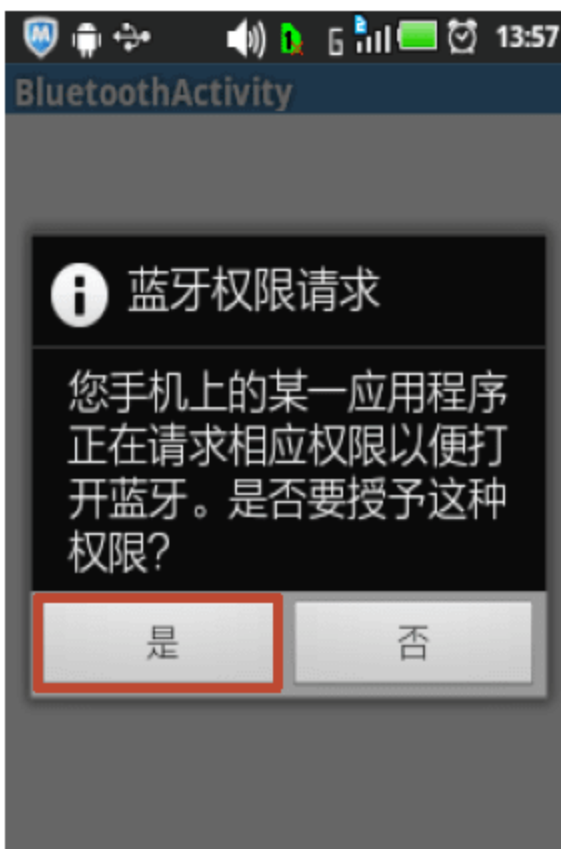 13:57
BluetoothActivity
蓝牙权限请求
您手机上的某一应用程序
正在请求相应权限以便打
开蓝牙。是否要授予这种
权限?
是
否